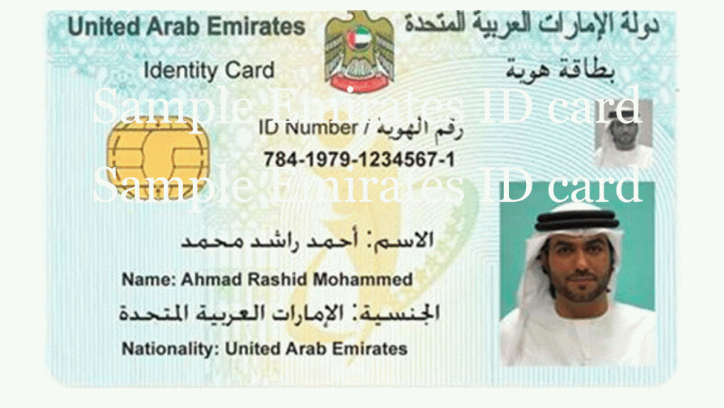 United Arab Emirates
دولة الإمارات العربية المتحدة
Identity Card
بطاقة هوية
Sample Emirates ID card
ID Number / رقم الهوية
784-1979-1234567-1
Sample Emirates ID card
الاسم: أحمد راشد محمد
Name: Ahmad Rashid Mohammed
الجنسية: الإمارات العربية المتحدة
Nationality: United Arab Emirates